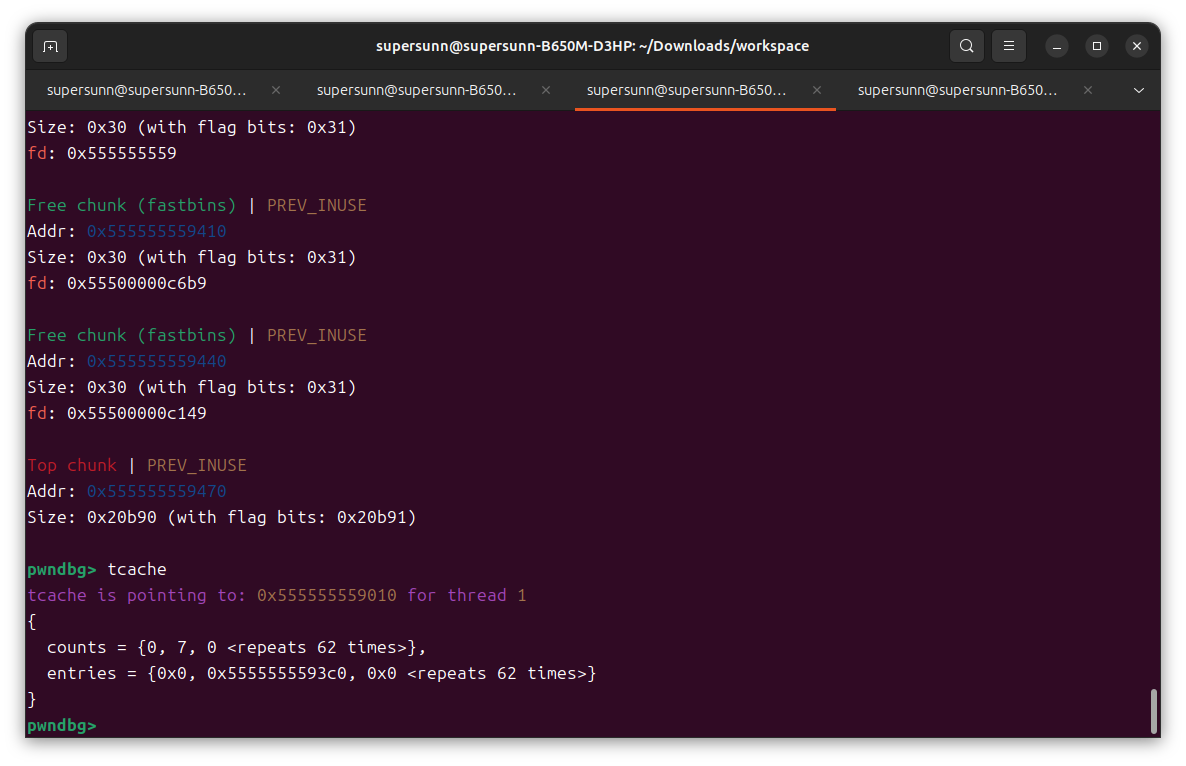 supersunn@supersunn-B650M-D3HP: ~/Downloads/workspace
supersunn@supersunn-B650… supersunn@supersunn-B650… supersunn@supersunn-B650… supersunn@supersunn-B650…
Size: 0x30 (with flag bits: 0x31)
fd: 0x555555559
Free chunk (fastbins) | PREV_INUSE
Addr: 0x555555559410
Size: 0x30 (with flag bits: 0x31)
fd: 0x55500000c6b9
Free chunk (fastbins) | PREV_INUSE
Addr: 0x555555559440
Size: 0x30 (with flag bits: 0x31)
fd: 0x55500000c149
Top chunk | PREV_INUSE
Addr: 0x555555559470
Size: 0x20b90 (with flag bits: 0x20b91)
pwndbg> tcache
tcache is pointing to: 0x555555559010 for thread 1
{
  counts = {0, 7, 0 <repeats 62 times>},
  entries = {0x0, 0x5555555593c0, 0x0 <repeats 62 times>}
}
pwndbg>